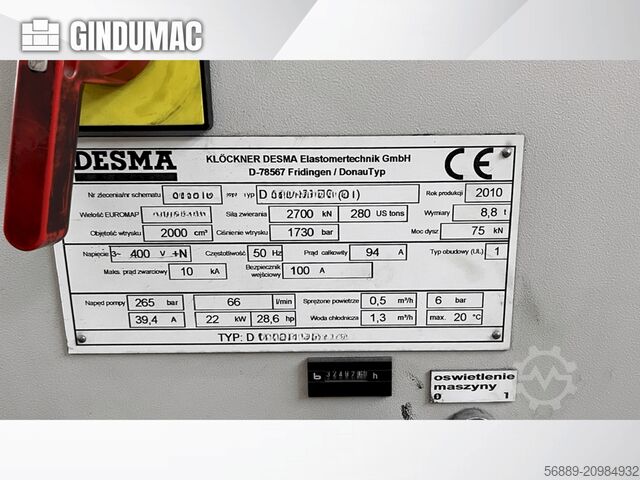 GINDUMAC
DESMA
KLÖCKNER DESMA Elastomertechnik GmbH
D-78567 Fridingen / DonauTyp
CE
Nr zlecenia/nr schematu Typ D Rok produkcji 2010
Wielość EUROMAP Siła zwierania 2700 kN 280 US tons Wymiary 8,8 t
Objętość wtrysku 2000 cm³ Ciśnienie wtrysku 1730 bar Moc dysz 75 kN
Napięcie 3~ 400 V +N Częstotliwość 50 Hz Prąd całkowity 94 A Typ obudowy (UL) 1
Maks. prąd zwarciowy 10 kA Bezpiecznik wejściowy 100 A
Napęd pompy 265 bar 66 l/min Sprężone powietrze 0,5 m³/h 6 bar
39,4 A 22 kW 28,6 hp Woda chłodnicza 1,3 m³/h max. 20 °C
TYP: D
h
oswietlenie
maszyny
0 1
56889-20984932